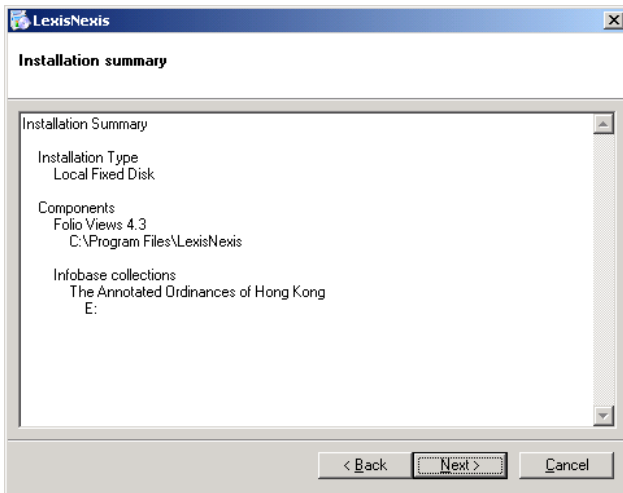 LexisNexis
Installation summary
Installation Summary
Installation Type
Local Fixed Disk
Components
Folio Views 4.3
C:\Program Files\LexisNexis
Infobase collections
The Annotated Ordinances of Hong Kong
E:
< Back Next > Cancel